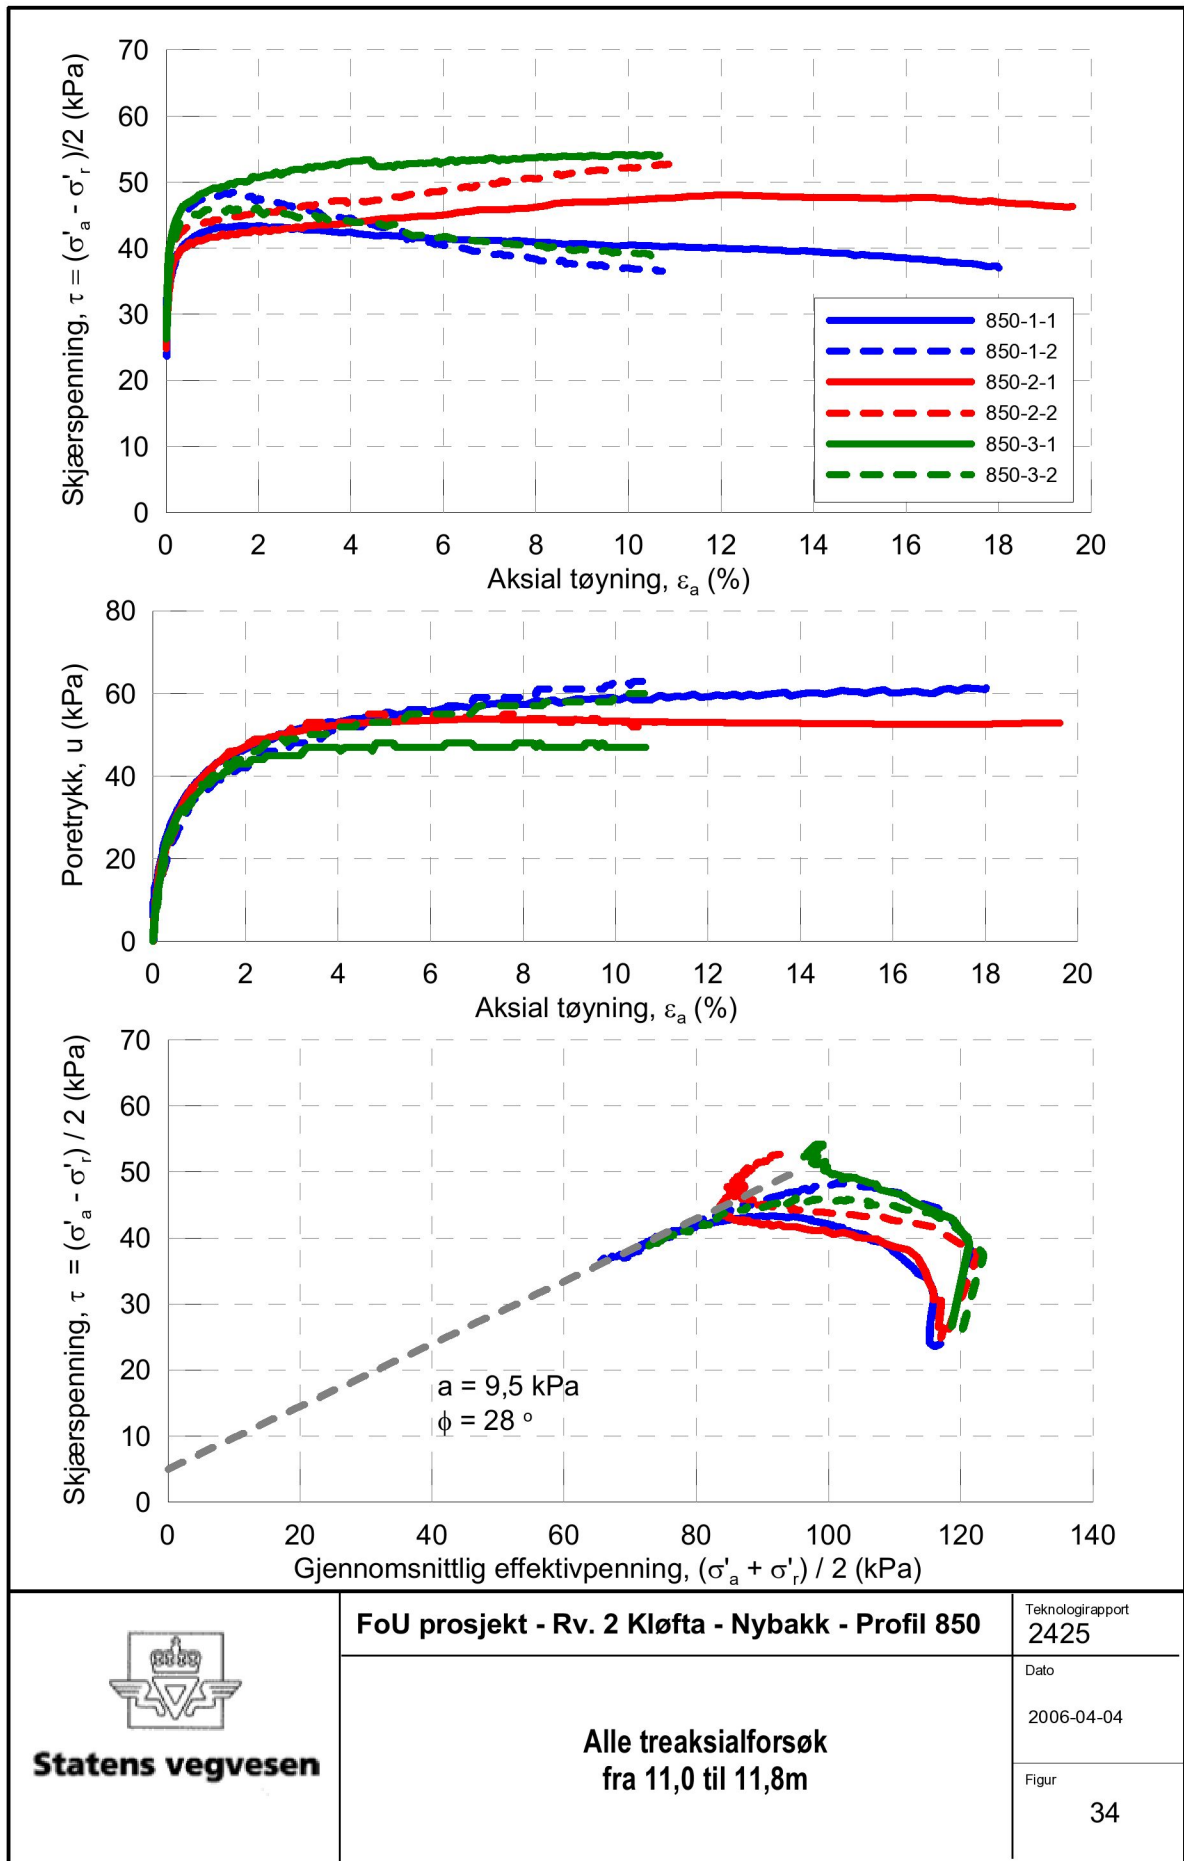 Skjærspenning, τ = (σ'a - σ'r )/2 (kPa)
70
60
50
40
30
20
10
0
850-1-1
850-1-2
850-2-1
850-2-2
850-3-1
850-3-2
0 2 4 6 8 10 12 14 16 18 20
Aksial tøyning, εa (%)
Poretrykk, u (kPa)
80
60
40
20
0
0 2 4 6 8 10 12 14 16 18 20
Aksial tøyning, εa (%)
Skjærspenning, τ = (σ'a - σ'r) / 2 (kPa)
70
60
50
40
30
20
10
0
a = 9,5 kPa
ϕ = 28 °
0 20 40 60 80 100 120 140
Gjennomsnittlig effektivpenning, (σ'a + σ'r) / 2 (kPa)
Statens vegvesen
FoU prosjekt - Rv. 2 Kløfta - Nybakk - Profil 850
Alle treaksialforsøk
fra 11,0 til 11,8m
Teknologirapport
2425
Dato
2006-04-04
Figur
34